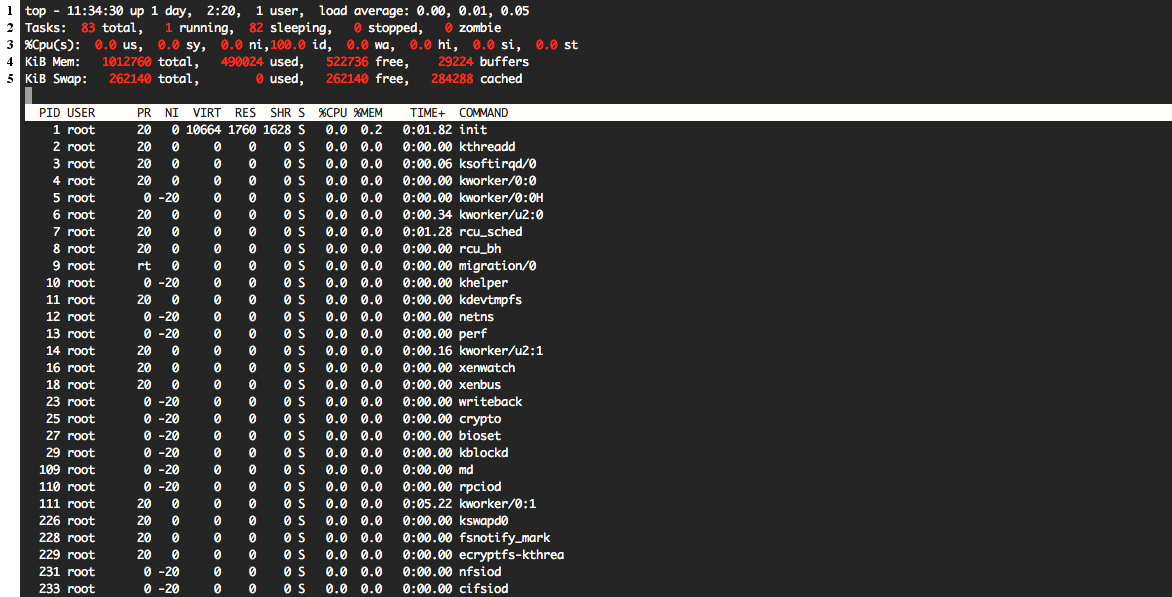 1 top - 11:34:30 up 1 day,  2:20,  1 user,  load average: 0.00, 0.01, 0.05
2 Tasks:  83 total,   1 running,  82 sleeping,   0 stopped,   0 zombie
3 %Cpu(s):  0.0 us,  0.0 sy,  0.0 ni,100.0 id,  0.0 wa,  0.0 hi,  0.0 si,  0.0 st
4 KiB Mem:   1012760 total,   490024 used,   522736 free,    29224 buffers
5 KiB Swap:   262140 total,        0 used,   262140 free,   284288 cached
  PID USER      PR  NI  VIRT  RES  SHR S  %CPU %MEM    TIME+  COMMAND
    1 root      20   0 10664 1760 1628 S   0.0  0.2   0:01.82 init
    2 root      20   0     0    0    0 S   0.0  0.0   0:00.00 kthreadd
    3 root      20   0     0    0    0 S   0.0  0.0   0:00.06 ksoftirqd/0
    4 root      20   0     0    0    0 S   0.0  0.0   0:00.00 kworker/0:0
    5 root       0 -20     0    0    0 S   0.0  0.0   0:00.00 kworker/0:0H
    6 root      20   0     0    0    0 S   0.0  0.0   0:00.34 kworker/u2:0
    7 root      20   0     0    0    0 S   0.0  0.0   0:01.28 rcu_sched
    8 root      20   0     0    0    0 S   0.0  0.0   0:00.00 rcu_bh
    9 root      rt   0     0    0    0 S   0.0  0.0   0:00.00 migration/0
   10 root       0 -20     0    0    0 S   0.0  0.0   0:00.00 khelper
   11 root      20   0     0    0    0 S   0.0  0.0   0:00.00 kdevtmpfs
   12 root       0 -20     0    0    0 S   0.0  0.0   0:00.00 netns
   13 root       0 -20     0    0    0 S   0.0  0.0   0:00.00 perf
   14 root      20   0     0    0    0 S   0.0  0.0   0:00.16 kworker/u2:1
   16 root      20   0     0    0    0 S   0.0  0.0   0:00.00 xenwatch
   18 root      20   0     0    0    0 S   0.0  0.0   0:00.00 xenbus
   23 root       0 -20     0    0    0 S   0.0  0.0   0:00.00 writeback
   25 root       0 -20     0    0    0 S   0.0  0.0   0:00.00 crypto
   27 root       0 -20     0    0    0 S   0.0  0.0   0:00.00 bioset
   29 root       0 -20     0    0    0 S   0.0  0.0   0:00.00 kblockd
  109 root       0 -20     0    0    0 S   0.0  0.0   0:00.00 md
  110 root       0 -20     0    0    0 S   0.0  0.0   0:00.00 rpciod
  111 root      20   0     0    0    0 S   0.0  0.0   0:05.22 kworker/0:1
  226 root      20   0     0    0    0 S   0.0  0.0   0:00.00 kswapd0
  228 root      20   0     0    0    0 S   0.0  0.0   0:00.00 fsnotify_mark
  229 root      20   0     0    0    0 S   0.0  0.0   0:00.00 ecryptfs-kthrea
  231 root       0 -20     0    0    0 S   0.0  0.0   0:00.00 nfsiod
  233 root       0 -20     0    0    0 S   0.0  0.0   0:00.00 cifsiod